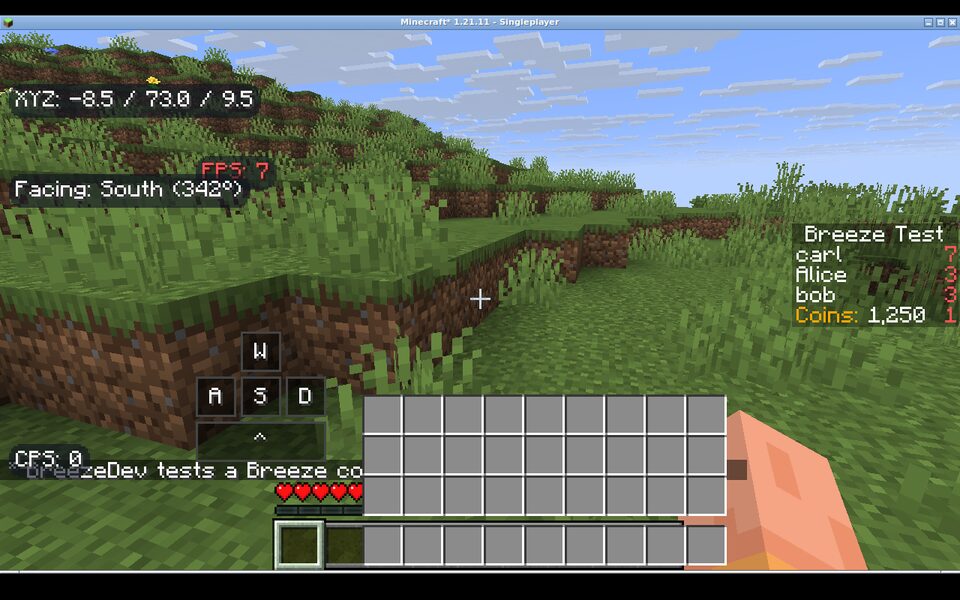 Minecraft* 1.21.11 - Singleplayer
XYZ: -8.5 / 73.0 / 9.5
FPS: 7
Facing: South (342°)
Breeze Test
carl 7
Alice 3
bob 3
Coins: 1,250 1
W
A S D
^
CPS: 0
BreezeDev tests a Breeze co